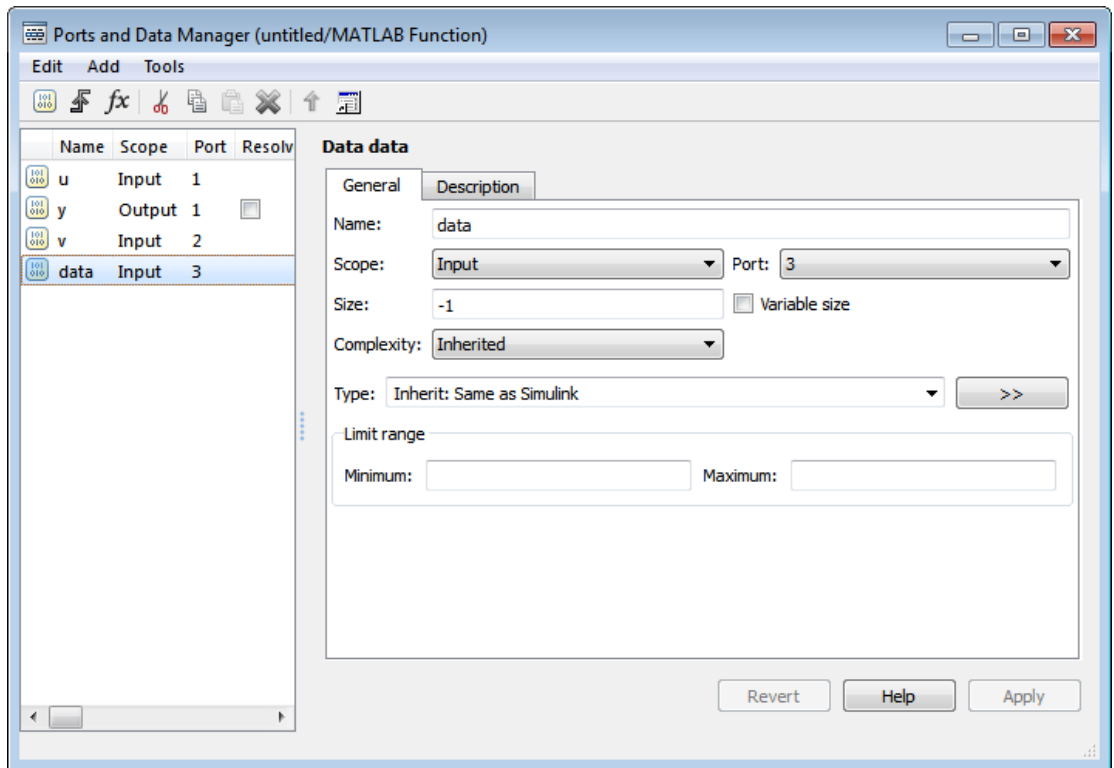 Ports and Data Manager (untitled/MATLAB Function)
Edit Add Tools
fx
Name Scope Port Resolv
u Input 1
y Output 1
v Input 2
data Input 3
Data data
General Description
Name: data
Scope: Input Port: 3
Size: -1 Variable size
Complexity: Inherited
Type: Inherit: Same as Simulink >>
Limit range
Minimum: Maximum:
Revert Help Apply